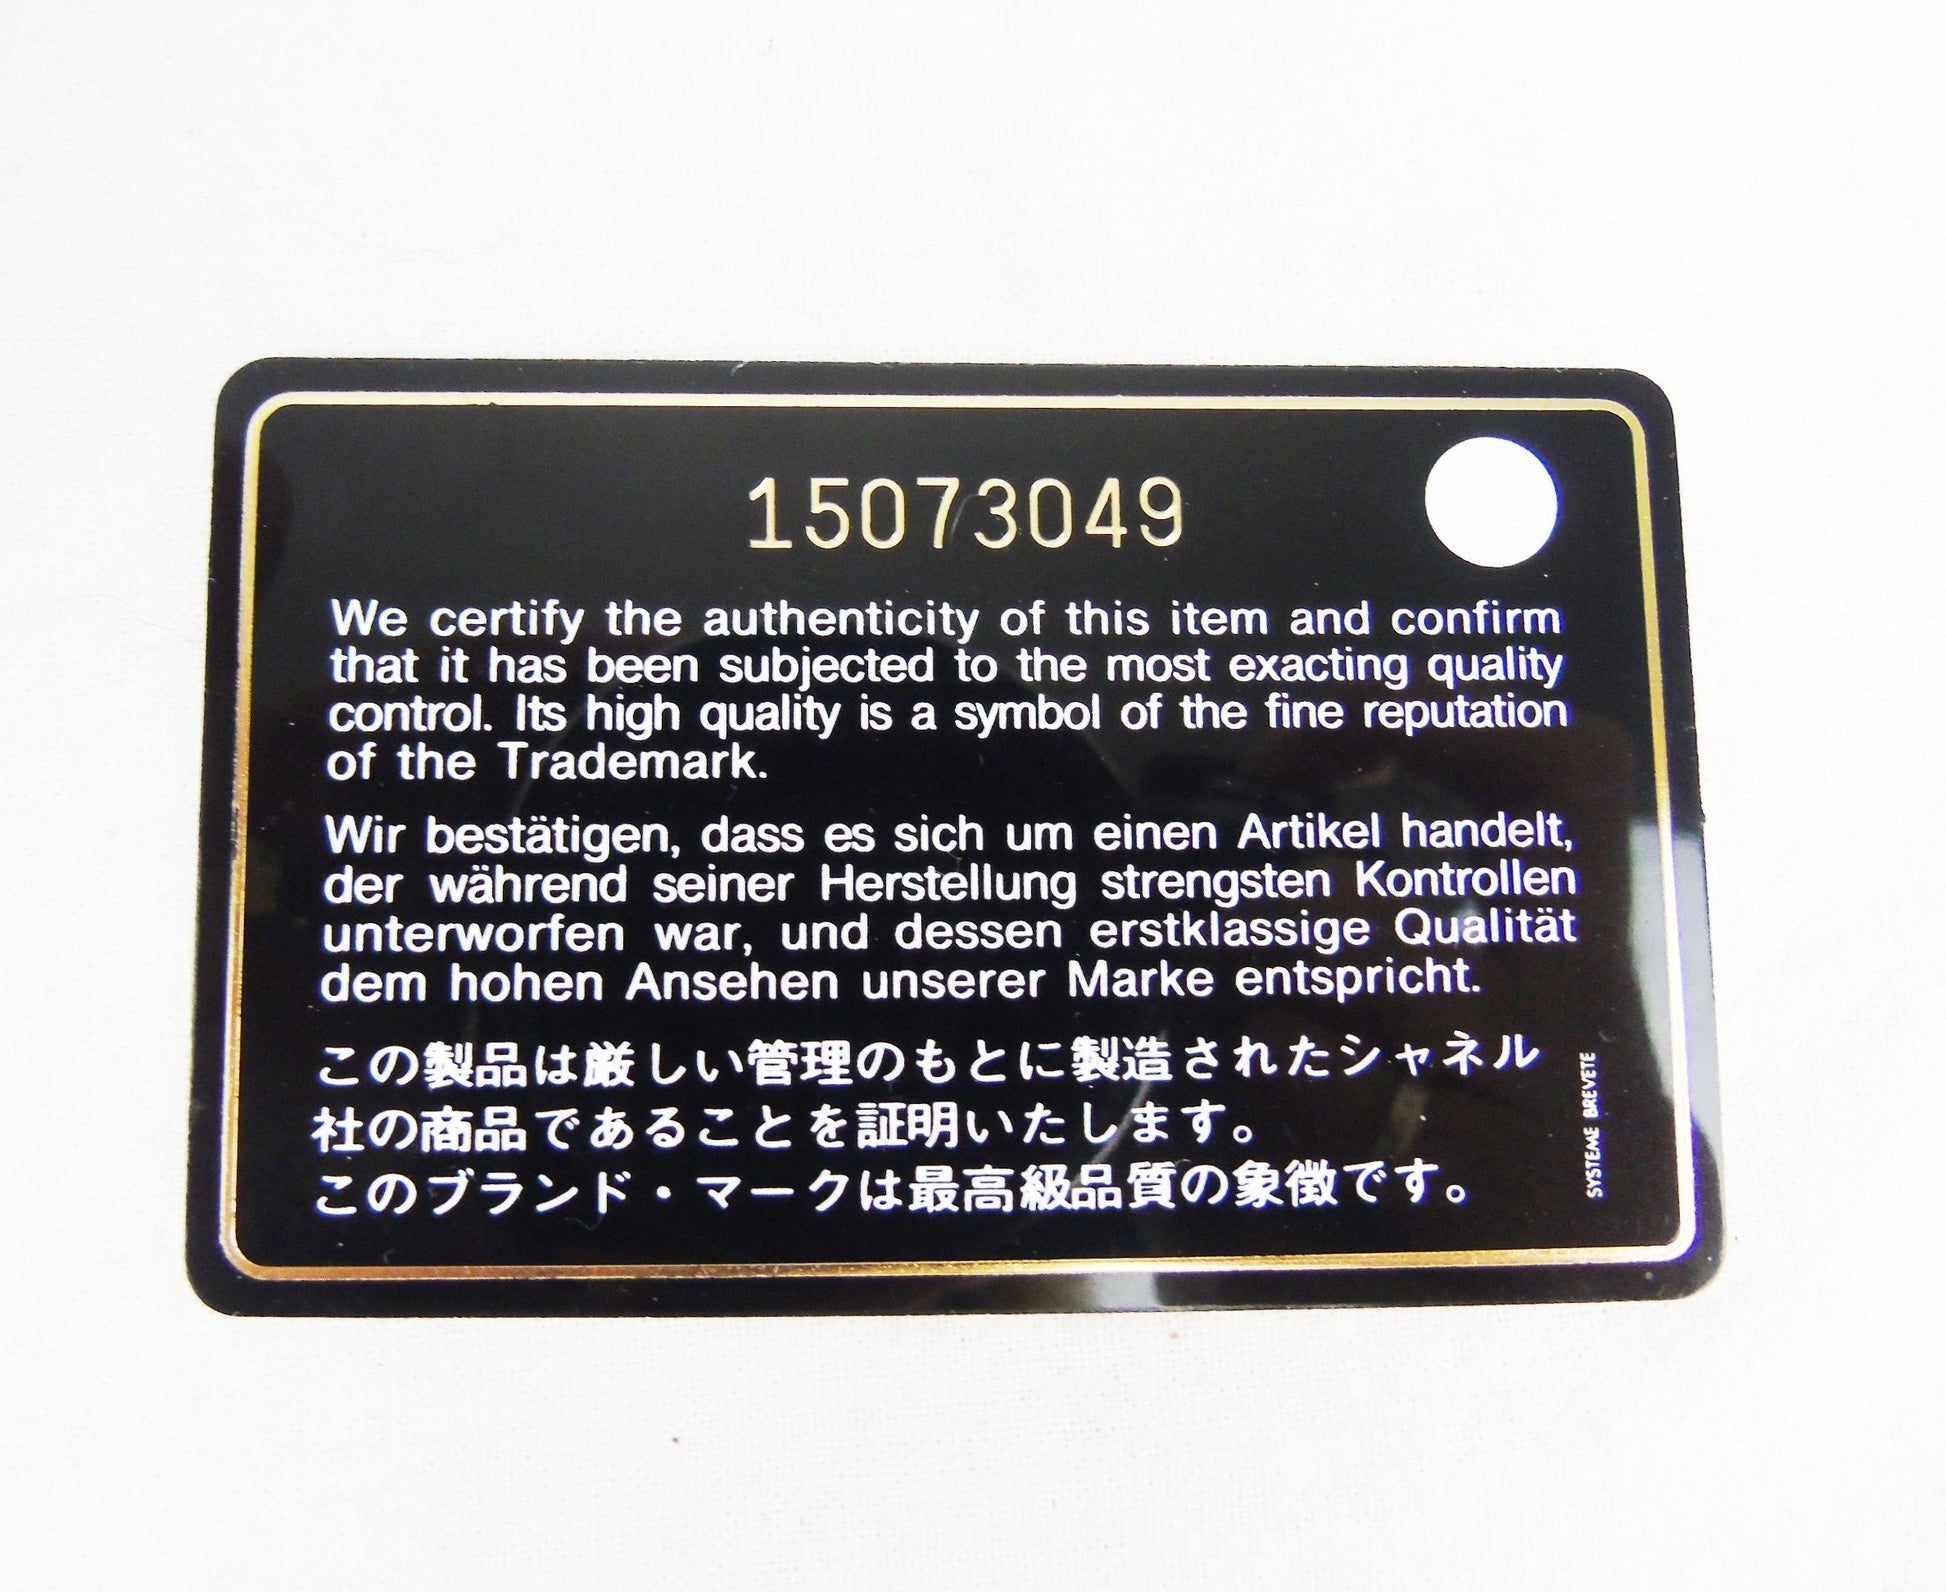 15073049
We certify the authenticity of this item and confirm
that it has been subjected to the most exacting quality
control. Its high quality is a symbol of the fine reputation
of the Trademark.
Wir bestätigen, dass es sich um einen Artikel handelt,
der während seiner Herstellung strengsten Kontrollen
unterworfen war, und dessen erstklassige Qualität
dem hohen Ansehen unserer Marke entspricht.
この製品は厳しい管理のもとに製造されたシャネル
社の商品であることを証明いたします。
このブランド・マークは最高級品質の象徴です。
SYSTEME BREVETE